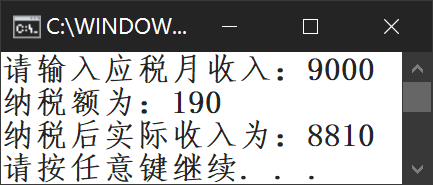 C:\WINDOW...
请输入应税月收入：9000
纳税额为：190
纳税后实际收入为：8810
请按任意键继续. . .